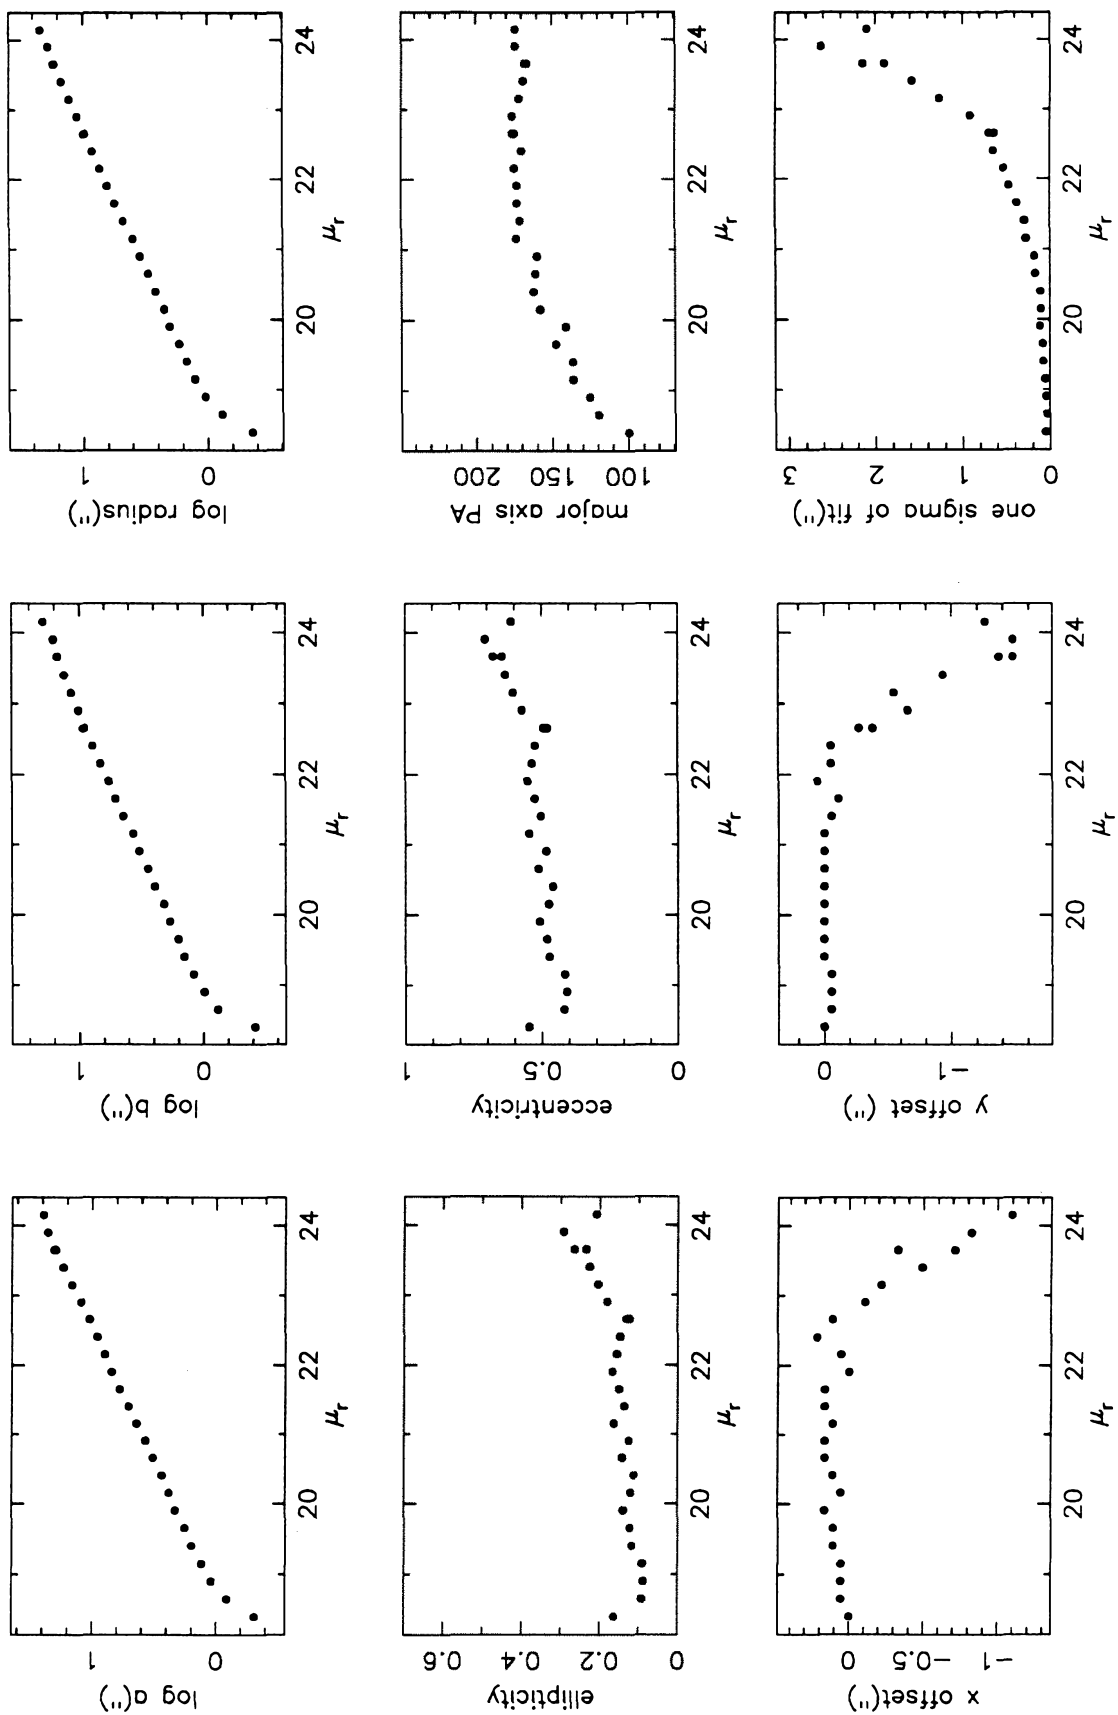 log a(")
0
1
20
22
24
μr
log b(")
0
1
20
22
24
μr
log radius(")
0
1
20
22
24
μr
ellipticity
0
0.2
0.4
0.6
20
22
24
μr
eccentricity
0
0.5
1
20
22
24
μr
major axis PA
100
150
200
20
22
24
μr
x offset(")
-1
-0.5
0
20
22
24
μr
y offset (")
-1
0
20
22
24
μr
one sigma of fit(")
0
1
2
3
20
22
24
μr